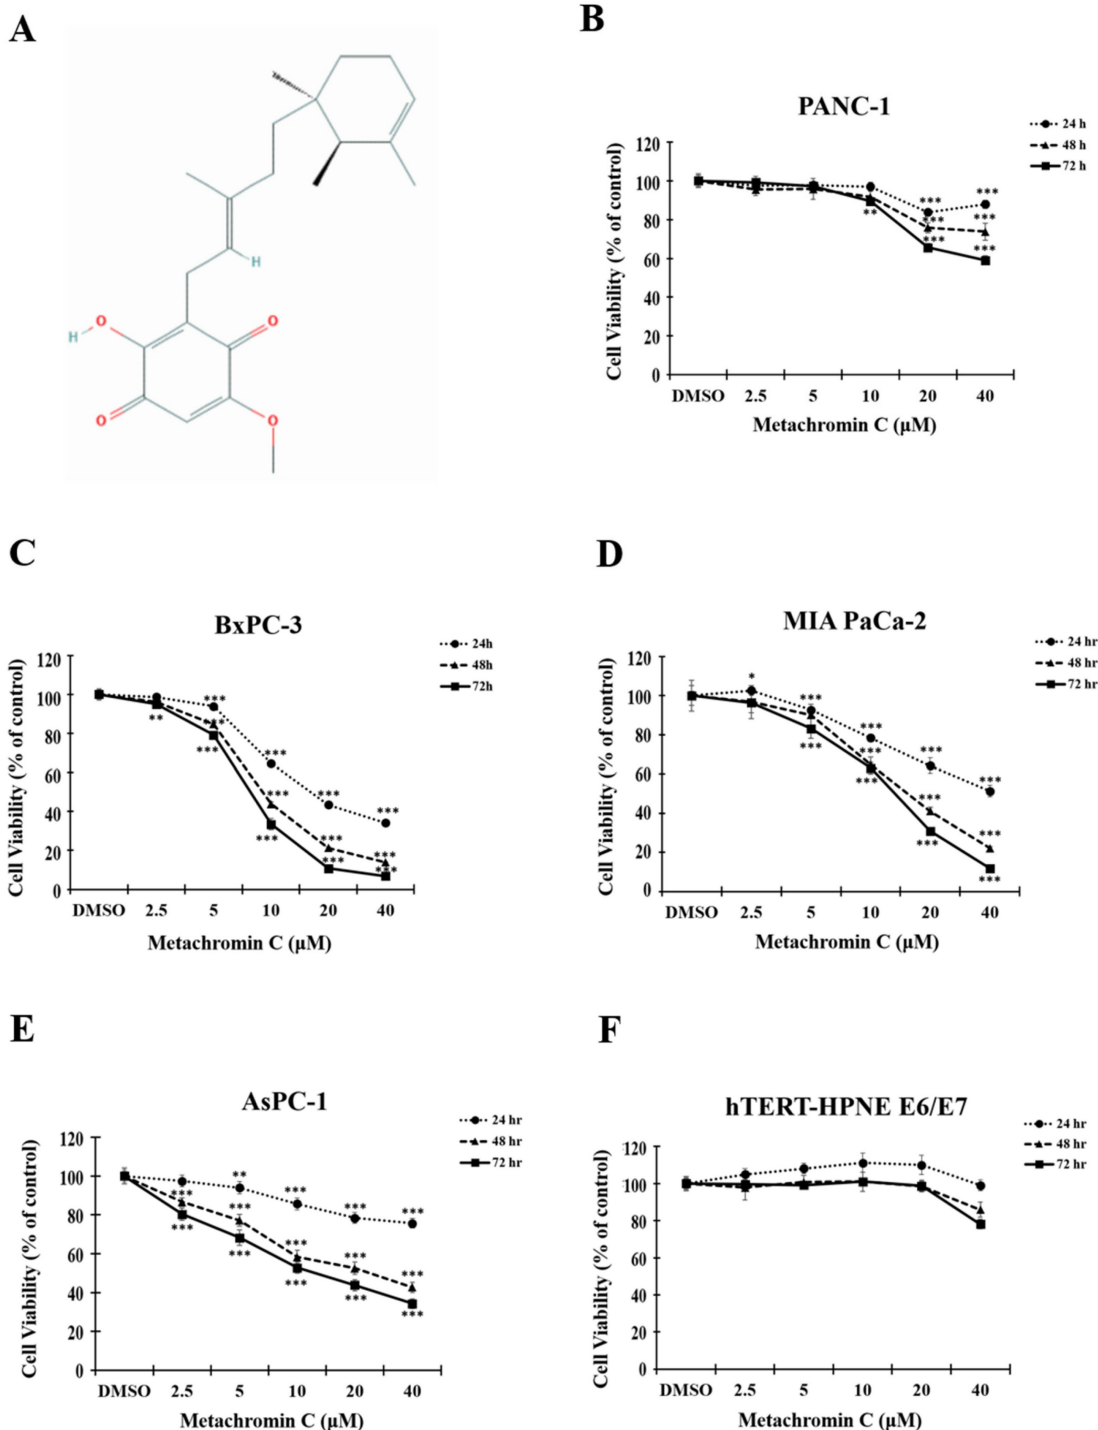 A
H
O
O
H
O
O
B
PANC-1
24 h
48 h
72 h
Cell Viability (% of control)
120
100
80
60
40
20
0
***
***
***
***
**
***
***
DMSO 2.5 5 10 20 40
Metachromin C (μM)
C
BxPC-3
24h
48h
72h
Cell Viability (% of control)
120
100
80
60
40
20
0
***
**
***
***
***
***
***
***
***
***
***
***
***
DMSO 2.5 5 10 20 40
Metachromin C (μM)
D
MIA PaCa-2
24 hr
48 hr
72 hr
Cell Viability (% of control)
120
100
80
60
40
20
0
*
***
***
***
***
***
***
***
***
***
***
***
***
DMSO 2.5 5 10 20 40
Metachromin C (μM)
E
AsPC-1
24 hr
48 hr
72 hr
Cell Viability (% of control)
120
100
80
60
40
20
0
**
***
***
***
***
***
***
***
***
***
***
***
***
***
DMSO 2.5 5 10 20 40
Metachromin C (μM)
F
hTERT-HPNE E6/E7
24 hr
48 hr
72 hr
Cell Viability (% of control)
120
100
80
60
40
20
0
DMSO 2.5 5 10 20 40
Metachromin C (μM)